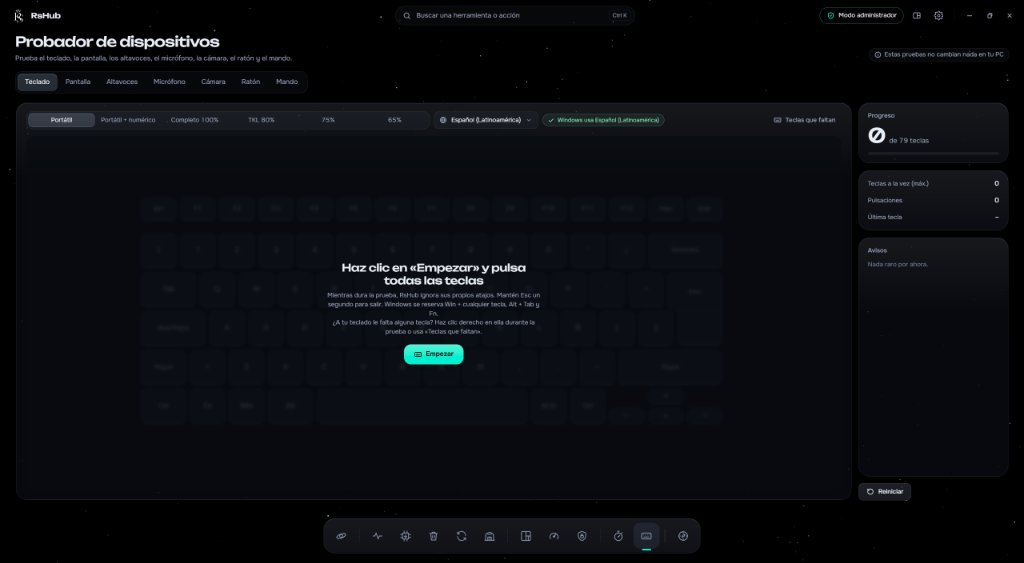 RsHub
Buscar una herramienta o acción
Ctrl K
Modo administrador
Probador de dispositivos
Prueba el teclado, la pantalla, los altavoces, el micrófono, la cámara, el ratón y el mando.
Estas pruebas no cambian nada en tu PC
Teclado Pantalla Altavoces Micrófono Cámara Ratón Mando
Portátil Portátil + numérico Completo 100% TKL 80% 75% 65%
Español (Latinoamérica)
Windows usa Español (Latinoamérica)
Teclas que faltan
Haz clic en «Empezar» y pulsa
todas las teclas
Mientras dura la prueba, RsHub ignora sus propios atajos. Mantén Esc un
segundo para salir. Windows se reserva Win + cualquier tecla, Alt + Tab y
Fn.
¿A tu teclado le falta alguna tecla? Haz clic derecho en ella durante la
prueba o usa «Teclas que faltan».
Empezar
Progreso
0 de 79 teclas
Teclas a la vez (máx.) 0
Pulsaciones 0
Última tecla –
Avisos
Nada raro por ahora.
Reiniciar